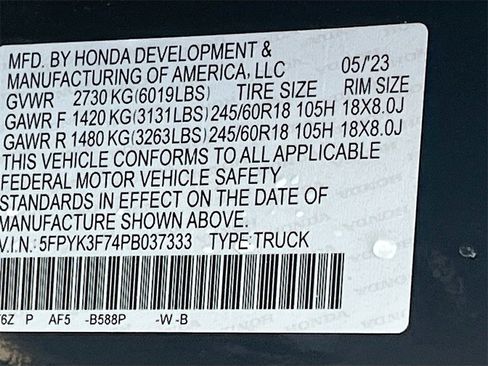 MFD. BY HONDA DEVELOPMENT &
MANUFACTURING OF AMERICA, LLC 05/'23
GVWR 2730 KG(6019LBS) TIRE SIZE RIM SIZE
GAWR F 1420 KG(3131LBS) 245/60R18 105H 18X8.0J
GAWR R 1480 KG(3263LBS) 245/60R18 105H 18X8.0J
THIS VEHICLE CONFORMS TO ALL APPLICABLE
FEDERAL MOTOR VEHICLE SAFETY
STANDARDS IN EFFECT ON THE DATE OF
MANUFACTURE SHOWN ABOVE.
V.I.N.: 5FPYK3F74PB037333 TYPE: TRUCK
6Z P AF5 -B588P -W-B